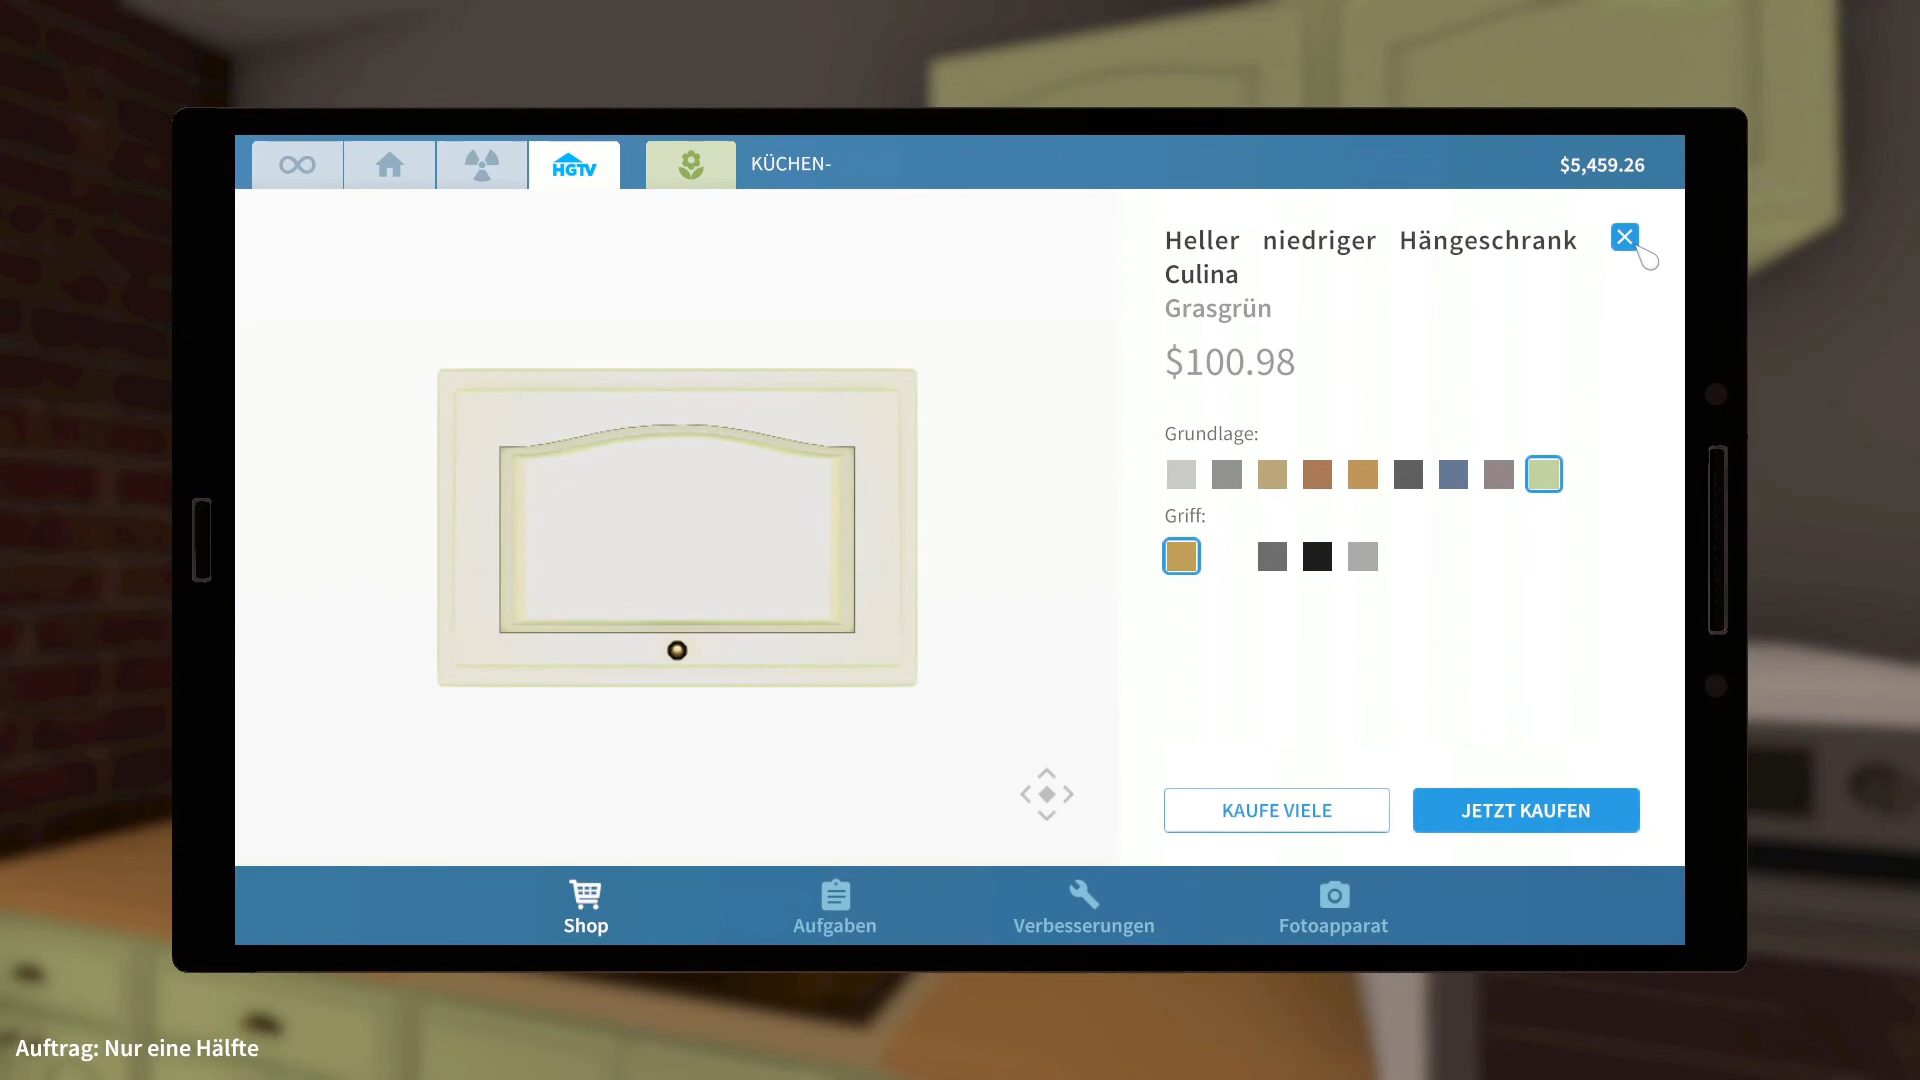 HGTV
KÜCHEN-
$5,459.26
Heller niedriger Hängeschrank
Culina
Grasgrün
$100.98
Grundlage:
Griff:
KAUFE VIELE
JETZT KAUFEN
Shop
Aufgaben
Verbesserungen
Fotoapparat
Auftrag: Nur eine Hälfte